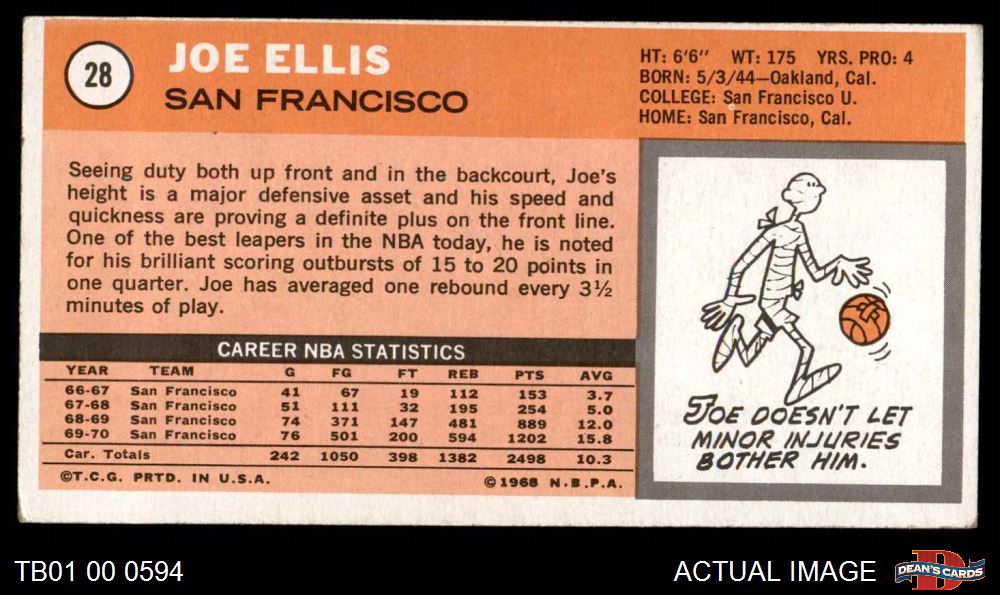 28
JOE ELLIS
SAN FRANCISCO
HT: 6'6" WT: 175 YRS. PRO: 4
BORN: 5/3/44—Oakland, Cal.
COLLEGE: San Francisco U.
HOME: San Francisco, Cal.
Seeing duty both up front and in the backcourt, Joe's
height is a major defensive asset and his speed and
quickness are proving a definite plus on the front line.
One of the best leapers in the NBA today, he is noted
for his brilliant scoring outbursts of 15 to 20 points in
one quarter. Joe has averaged one rebound every 3½
minutes of play.
CAREER NBA STATISTICS
YEAR TEAM G FG FT REB PTS AVG
66-67 San Francisco 41 67 19 112 153 3.7
67-68 San Francisco 51 111 32 195 254 5.0
68-69 San Francisco 74 371 147 481 889 12.0
69-70 San Francisco 76 501 200 594 1202 15.8
Car. Totals 242 1050 398 1382 2498 10.3
©T.C.G. PRTD. IN U.S.A. ©1968 N.B.P.A.
JOE DOESN'T LET
MINOR INJURIES
BOTHER HIM.
TB01 00 0594
ACTUAL IMAGE
DEAN'S CARDS